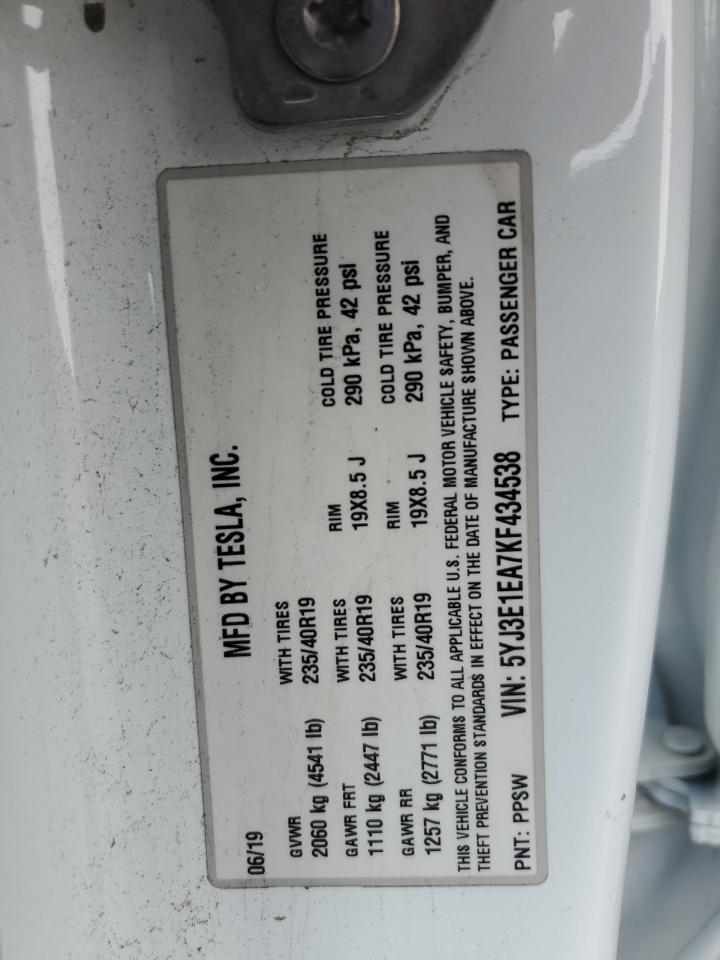 MFD BY TESLA, INC.
06/19
GVWR WITH TIRES
2060 kg (4541 lb) 235/40R19
GAWR FRT WITH TIRES RIM COLD TIRE PRESSURE
1110 kg (2447 lb) 235/40R19 19X8.5 J 290 kPa, 42 psi
GAWR RR WITH TIRES RIM COLD TIRE PRESSURE
1257 kg (2771 lb) 235/40R19 19X8.5 J 290 kPa, 42 psi
THIS VEHICLE CONFORMS TO ALL APPLICABLE U.S. FEDERAL MOTOR VEHICLE SAFETY, BUMPER, AND
THEFT PREVENTION STANDARDS IN EFFECT ON THE DATE OF MANUFACTURE SHOWN ABOVE.
PNT: PPSW VIN: 5YJ3E1EA7KF434538 TYPE: PASSENGER CAR